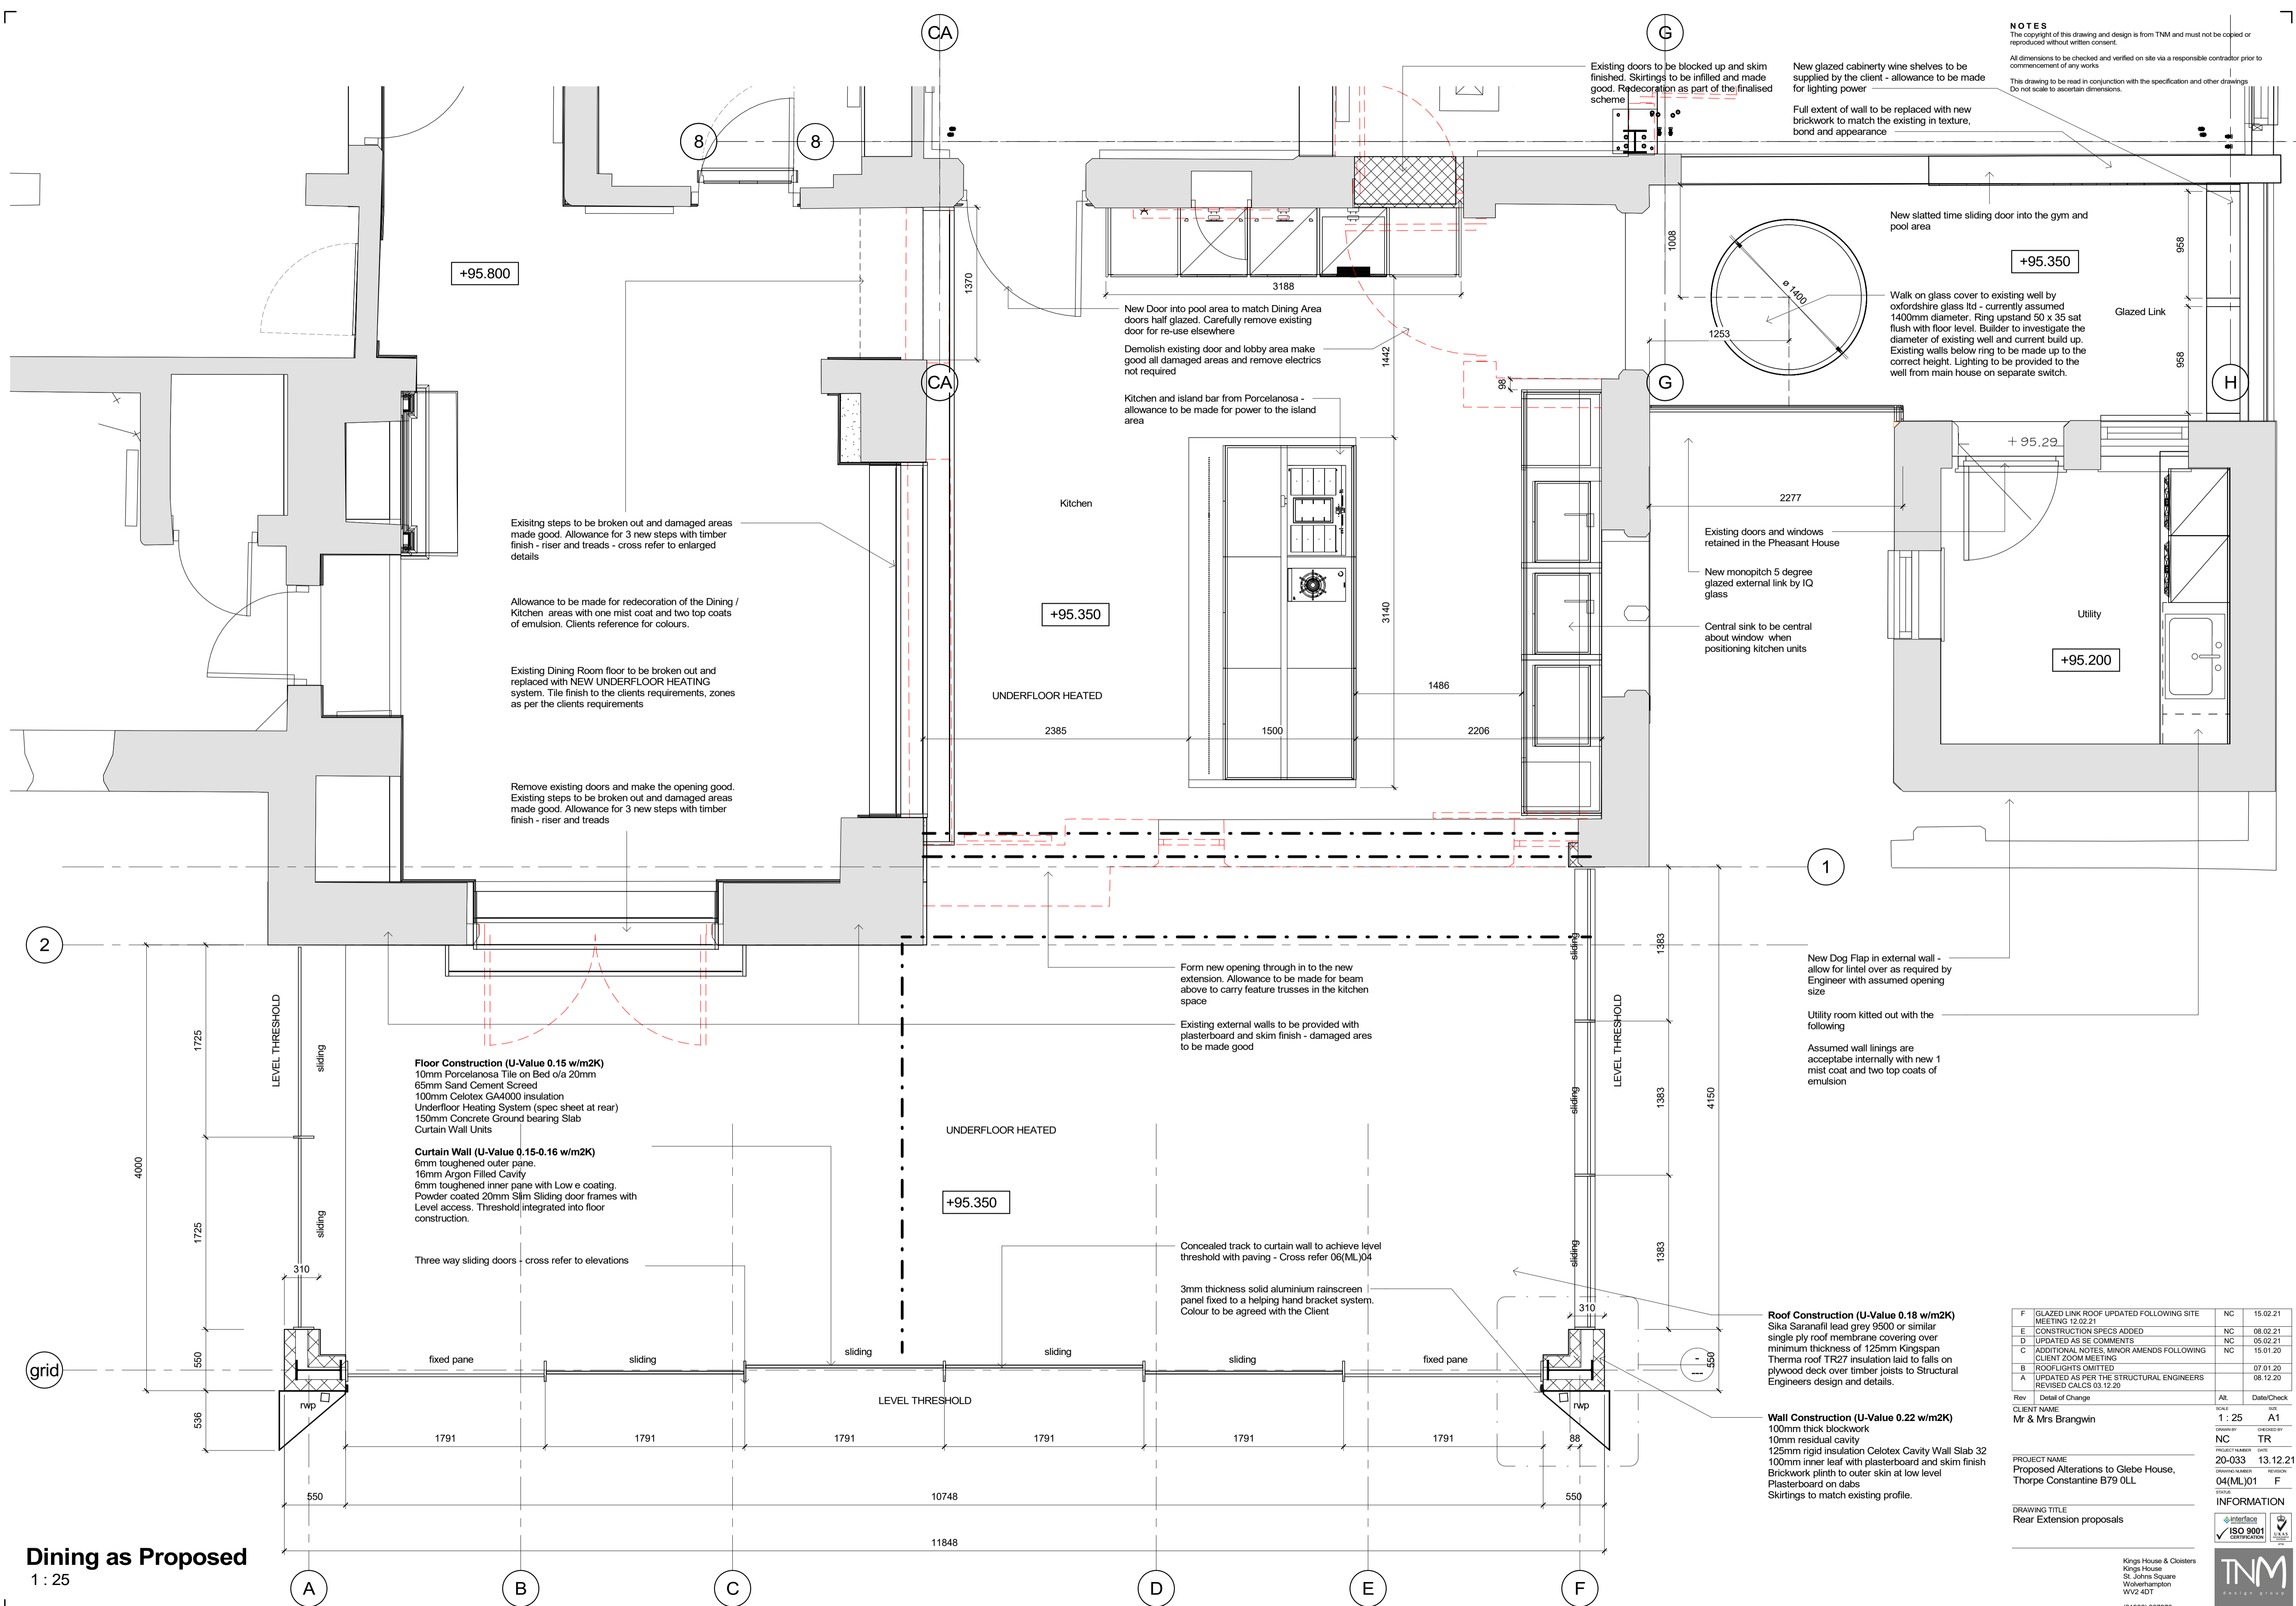 CA
G
NOTES
The copyright of this drawing and design is from TNM and must not be copied or
reproduced without written consent.
All dimensions to be checked and verified on site via a responsible contractor prior to
commencement of any works
This drawing to be read in conjunction with the specification and other drawings
Do not scale to ascertain dimensions.
Existing doors to be blocked up and skim
finished. Skirtings to be infilled and made
good. Redecoration as part of the finalised
scheme
New glazed cabinerty wine shelves to be
supplied by the client - allowance to be made
for lighting power
Full extent of wall to be replaced with new
brickwork to match the existing in texture,
bond and appearance
8
8
New slatted time sliding door into the gym and
pool area
1008
958
+95.350
+95.800
1370
3188
ø 1400
Walk on glass cover to existing well by
oxfordshire glass ltd - currently assumed
1400mm diameter. Ring upstand 50 x 35 sat
flush with floor level. Builder to investigate the
diameter of existing well and current build up.
Existing walls below ring to be made up to the
correct height. Lighting to be provided to the
well from main house on separate switch.
Glazed Link
New Door into pool area to match Dining Area
doors half glazed. Carefully remove existing
door for re-use elsewhere
1253
Demolish existing door and lobby area make
good all damaged areas and remove electrics
not required
1442
958
CA
98
G
H
Kitchen and island bar from Porcelanosa -
allowance to be made for power to the island
area
+95,29
2277
Kitchen
Exisitng steps to be broken out and damaged areas
made good. Allowance for 3 new steps with timber
finish - riser and treads - cross refer to enlarged
details
Existing doors and windows
retained in the Pheasant House
New monopitch 5 degree
glazed external link by IQ
glass
Allowance to be made for redecoration of the Dining /
Kitchen areas with one mist coat and two top coats
of emulsion. Clients reference for colours.
+95.350
3140
Utility
Central sink to be central
about window when
positioning kitchen units
+95.200
Existing Dining Room floor to be broken out and
replaced with NEW UNDERFLOOR HEATING
system. Tile finish to the clients requirements, zones
as per the clients requirements
UNDERFLOOR HEATED
1486
2385
1500
2206
Remove existing doors and make the opening good.
Existing steps to be broken out and damaged areas
made good. Allowance for 3 new steps with timber
finish - riser and treads
1
2
sliding
1383
Form new opening through in to the new
extension. Allowance to be made for beam
above to carry feature trusses in the kitchen
space
New Dog Flap in external wall -
allow for lintel over as required by
Engineer with assumed opening
size
Existing external walls to be provided with
plasterboard and skim finish - damaged ares
to be made good
Utility room kitted out with the
following
Assumed wall linings are
acceptabe internally with new 1
mist coat and two top coats of
emulsion
1725
LEVEL THRESHOLD
sliding
LEVEL THRESHOLD
Floor Construction (U-Value 0.15 w/m2K)
10mm Porcelanosa Tile on Bed o/a 20mm
65mm Sand Cement Screed
100mm Celotex GA4000 insulation
Underfloor Heating System (spec sheet at rear)
150mm Concrete Ground bearing Slab
Curtain Wall Units
sliding
1383
4150
UNDERFLOOR HEATED
4000
Curtain Wall (U-Value 0.15-0.16 w/m2K)
6mm toughened outer pane.
16mm Argon Filled Cavity
6mm toughened inner pane with Low e coating.
Powder coated 20mm Slim Sliding door frames with
Level access. Threshold integrated into floor
construction.
+95.350
1725
sliding
Three way sliding doors - cross refer to elevations
Concealed track to curtain wall to achieve level
threshold with paving - Cross refer 06(ML)04
sliding
1383
310
3mm thickness solid aluminium rainscreen
panel fixed to a helping hand bracket system.
Colour to be agreed with the Client
310
Roof Construction (U-Value 0.18 w/m2K)
Sika Saranafil lead grey 9500 or similar
single ply roof membrane covering over
minimum thickness of 125mm Kingspan
Therma roof TR27 insulation laid to falls on
plywood deck over timber joists to Structural
Engineers design and details.
550
grid
fixed pane
sliding
sliding
sliding
sliding
fixed pane
550
LEVEL THRESHOLD
rwp
rwp
536
Wall Construction (U-Value 0.22 w/m2K)
100mm thick blockwork
10mm residual cavity
125mm rigid insulation Celotex Cavity Wall Slab 32
100mm inner leaf with plasterboard and skim finish
Brickwork plinth to outer skin at low level
Plasterboard on dabs
Skirtings to match existing profile.
1791
1791
1791
1791
1791
1791
88
550
10748
550
11848
A
B
C
D
E
F
Dining as Proposed
1 : 25
F GLAZED LINK ROOF UPDATED FOLLOWING SITE NC 15.02.21
MEETING 12.02.21
E CONSTRUCTION SPECS ADDED NC 08.02.21
D UPDATED AS SE COMMENTS NC 05.02.21
C ADDITIONAL NOTES, MINOR AMENDS FOLLOWING NC 15.01.20
CLIENT ZOOM MEETING
B ROOFLIGHTS OMITTED 07.01.20
A UPDATED AS PER THE STRUCTURAL ENGINEERS 08.12.20
REVISED CALCS 03.12.20
Rev Detail of Change Alt. Date/Check
CLIENT NAME
Mr & Mrs Brangwin
SCALE SIZE
1 : 25 A1
DRAWN BY CHECKED BY
NC TR
PROJECT NUMBER DATE
20-033 13.12.21
PROJECT NAME
Proposed Alterations to Glebe House,
Thorpe Constantine B79 0LL
DRAWING NUMBER REVISION
04(ML)01 F
STATUS
INFORMATION
DRAWING TITLE
Rear Extension proposals
interface
ISO 9001
CERTIFICATION
UKAS
Kings House & Cloisters
Kings House
St. Johns Square
Wolverhampton
WV2 4DT
TNM
design group